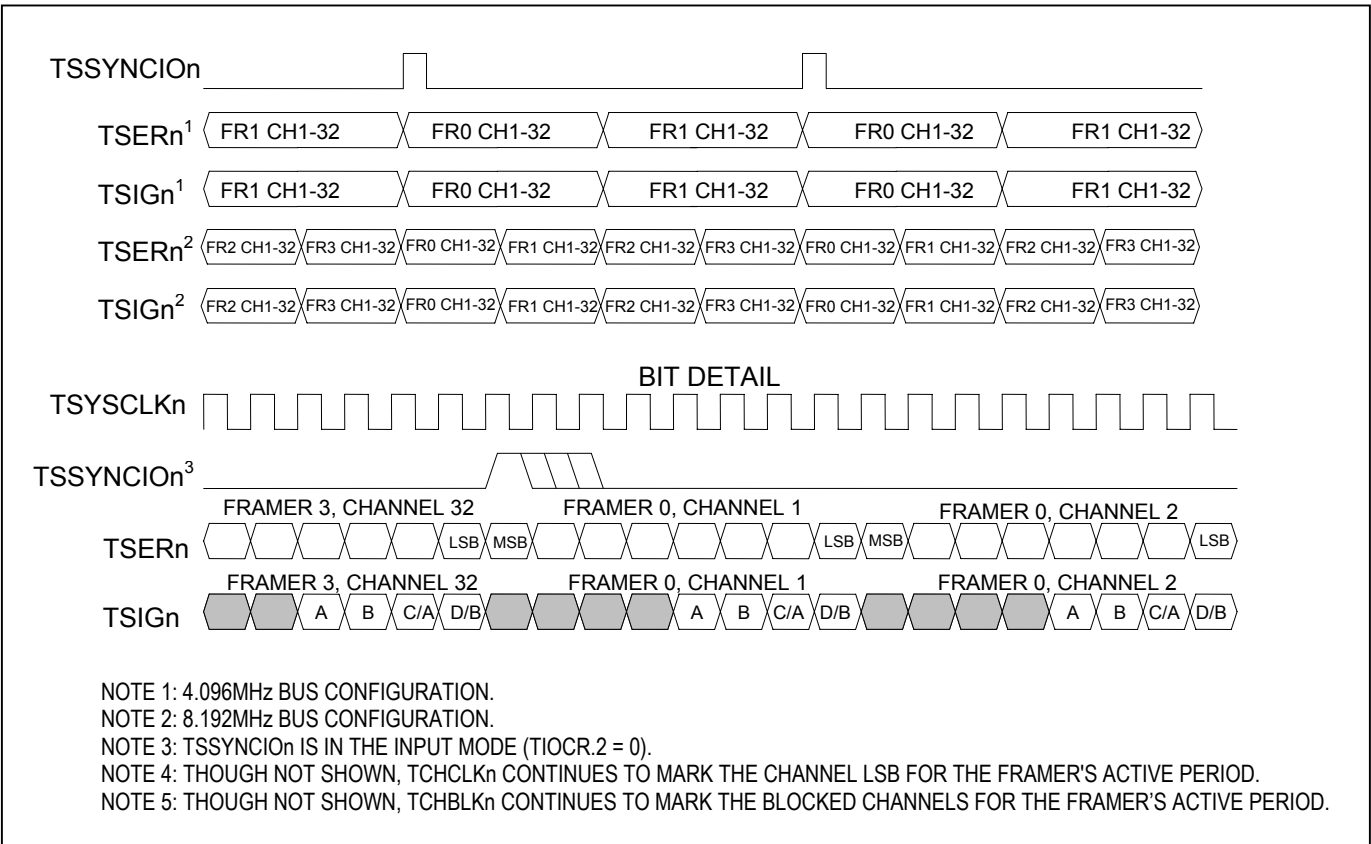 TSSYNCIOn
TSERn1 FR1 CH1-32 FR0 CH1-32 FR1 CH1-32 FR0 CH1-32 FR1 CH1-32
TSIGn1 FR1 CH1-32 FR0 CH1-32 FR1 CH1-32 FR0 CH1-32 FR1 CH1-32
TSERn2 FR2 CH1-32 FR3 CH1-32 FR0 CH1-32 FR1 CH1-32 FR2 CH1-32 FR3 CH1-32 FR0 CH1-32 FR1 CH1-32 FR2 CH1-32 FR3 CH1-32
TSIGn2 FR2 CH1-32 FR3 CH1-32 FR0 CH1-32 FR1 CH1-32 FR2 CH1-32 FR3 CH1-32 FR0 CH1-32 FR1 CH1-32 FR2 CH1-32 FR3 CH1-32
BIT DETAIL
TSYSCLKn
TSSYNCIOn3
FRAMER 3, CHANNEL 32 FRAMER 0, CHANNEL 1 FRAMER 0, CHANNEL 2
TSERn LSB MSB LSB MSB LSB
FRAMER 3, CHANNEL 32 FRAMER 0, CHANNEL 1 FRAMER 0, CHANNEL 2
TSIGn A B C/A D/B A B C/A D/B A B C/A D/B
NOTE 1: 4.096MHz BUS CONFIGURATION.
NOTE 2: 8.192MHz BUS CONFIGURATION.
NOTE 3: TSSYNCIOn IS IN THE INPUT MODE (TIOCR.2 = 0).
NOTE 4: THOUGH NOT SHOWN, TCHCLKn CONTINUES TO MARK THE CHANNEL LSB FOR THE FRAMER'S ACTIVE PERIOD.
NOTE 5: THOUGH NOT SHOWN, TCHBLKn CONTINUES TO MARK THE BLOCKED CHANNELS FOR THE FRAMER’S ACTIVE PERIOD.